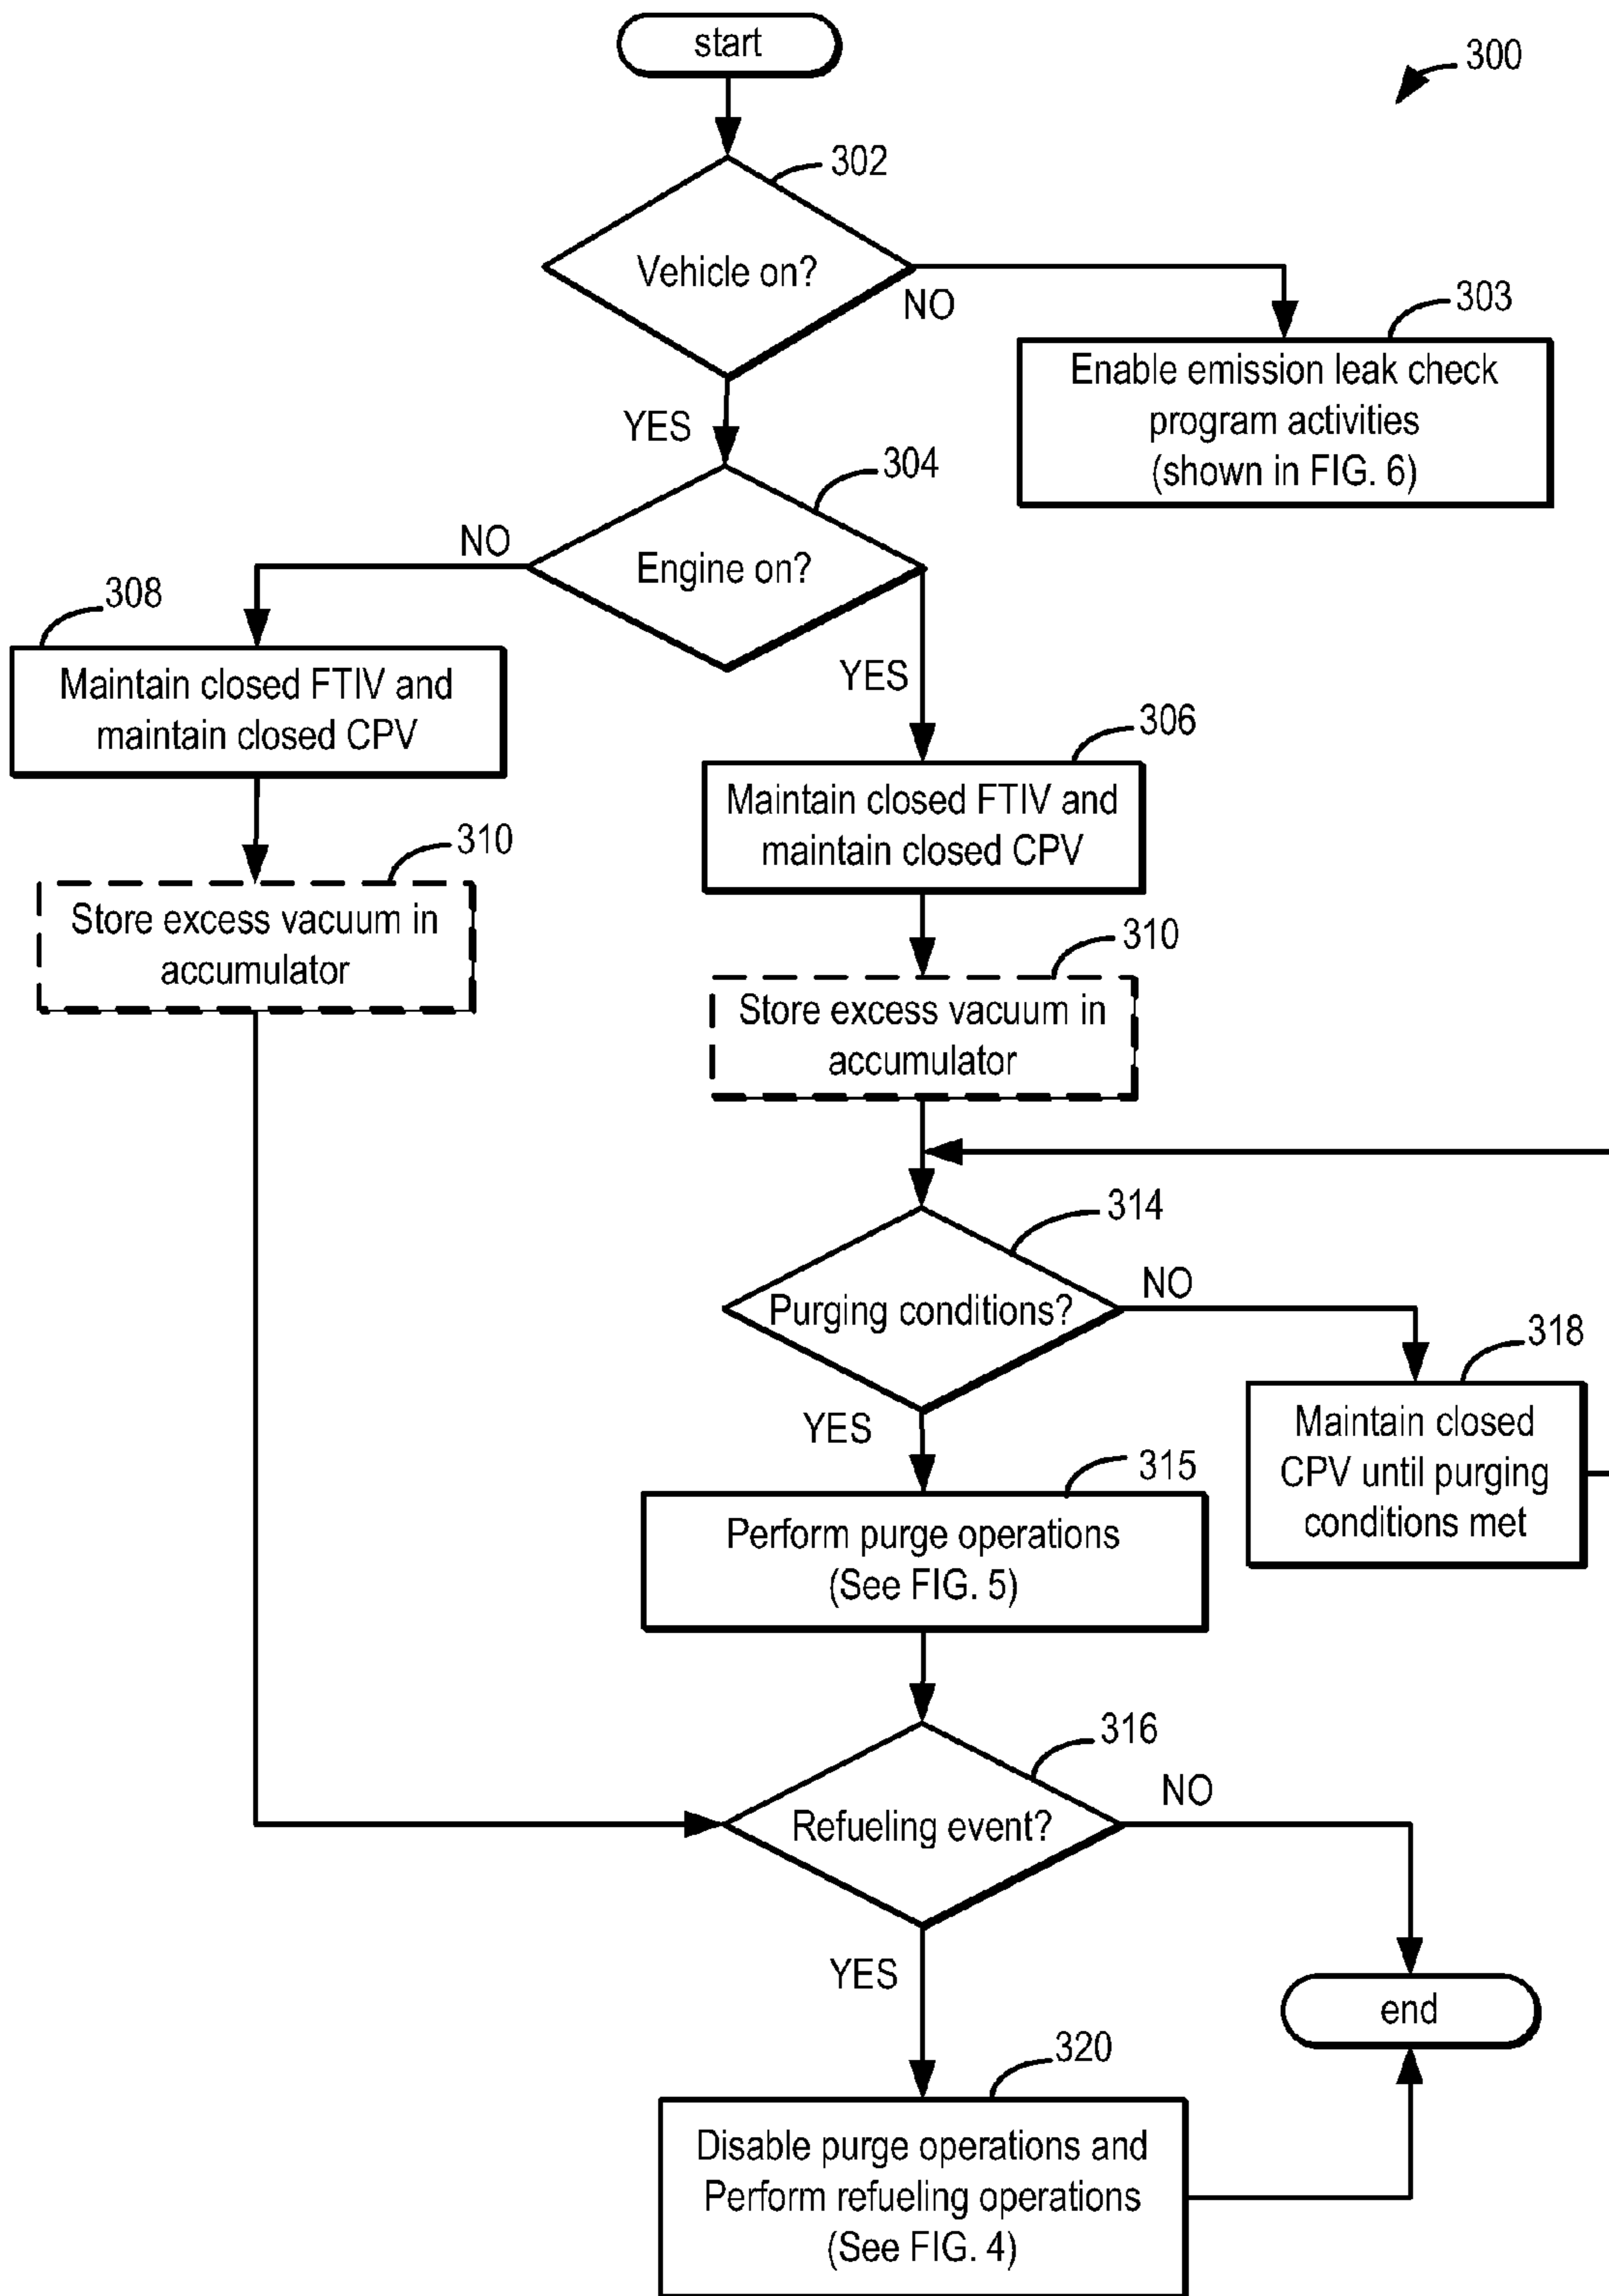 start
300
302
Vehicle on?
NO
303
Enable emission leak check
program activities
(shown in FIG. 6)
YES
304
Engine on?
NO
308
Maintain closed FTIV and
maintain closed CPV
YES
306
Maintain closed FTIV and
maintain closed CPV
310
Store excess vacuum in
accumulator
310
Store excess vacuum in
accumulator
314
Purging conditions?
NO
318
Maintain closed
CPV until purging
conditions met
YES
315
Perform purge operations
(See FIG. 5)
316
Refueling event?
NO
YES
end
320
Disable purge operations and
Perform refueling operations
(See FIG. 4)